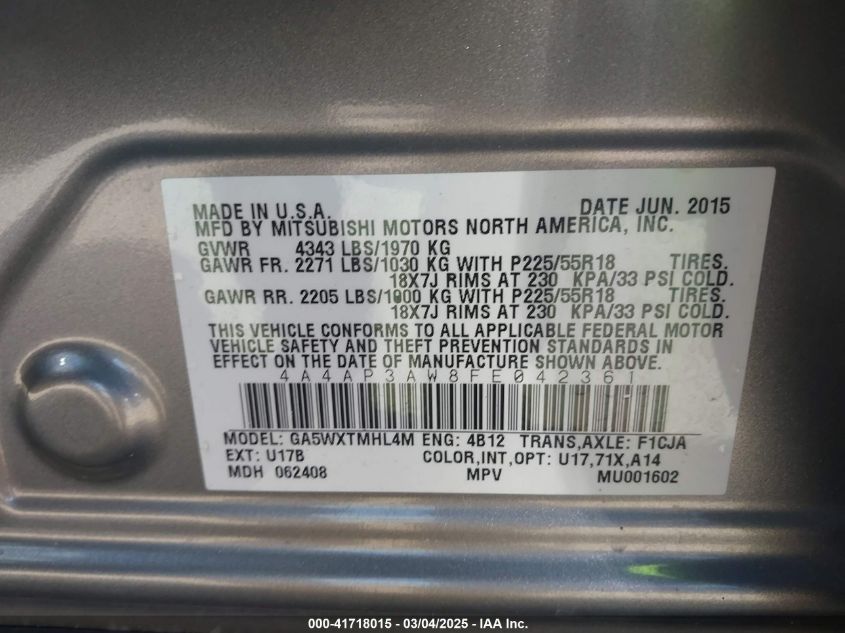 MADE IN U.S.A. DATE JUN. 2015
MFD BY MITSUBISHI MOTORS NORTH AMERICA, INC.
GVWR 4343 LBS/1970 KG
GAWR FR. 2271 LBS/1030 KG WITH P225/55R18 TIRES.
18X7J RIMS AT 230 KPA/33 PSI COLD.
GAWR RR. 2205 LBS/1000 KG WITH P225/55R18 TIRES.
18X7J RIMS AT 230 KPA/33 PSI COLD.
THIS VEHICLE CONFORMS TO ALL APPLICABLE FEDERAL MOTOR
VEHICLE SAFETY AND THEFT PREVENTION STANDARDS IN
EFFECT ON THE DATE OF MANUFACTURE SHOWN ABOVE.
4A4AP3AW8FE042361
MODEL: GA5WXTMHL4M ENG: 4B12 TRANS,AXLE: F1CJA
EXT: U17B COLOR,INT,OPT: U17,71X,A14
MDH 062408 MPV MU001602
000-41718015 - 03/04/2025 - IAA Inc.